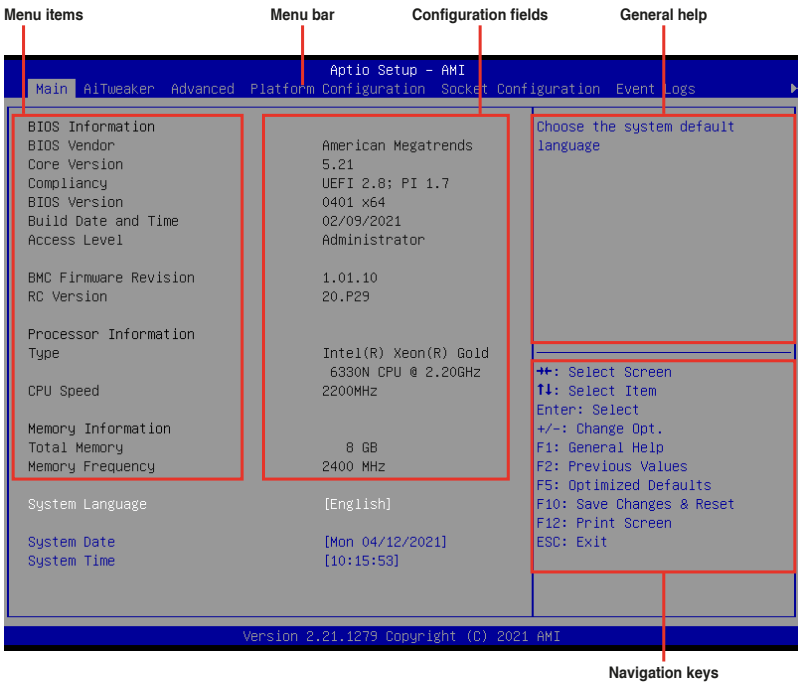 Menu items Menu bar Configuration fields General help
Aptio Setup – AMI
Main AiTweaker Advanced Platform Configuration Socket Configuration Event Logs
BIOS Information
BIOS Vendor American Megatrends
Core Version 5.21
Compliancy UEFI 2.8; PI 1.7
BIOS Version 0401 x64
Build Date and Time 02/09/2021
Access Level Administrator
BMC Firmware Revision 1.01.10
RC Version 20.P29
Processor Information
Type Intel(R) Xeon(R) Gold
6330N CPU @ 2.20GHz
CPU Speed 2200MHz
Memory Information
Total Memory 8 GB
Memory Frequency 2400 MHz
System Language [English]
System Date [Mon 04/12/2021]
System Time [10:15:53]
Choose the system default
language
→←: Select Screen
↑↓: Select Item
Enter: Select
+/-: Change Opt.
F1: General Help
F2: Previous Values
F5: Optimized Defaults
F10: Save Changes & Reset
F12: Print Screen
ESC: Exit
Version 2.21.1279 Copyright (C) 2021 AMI
Navigation keys